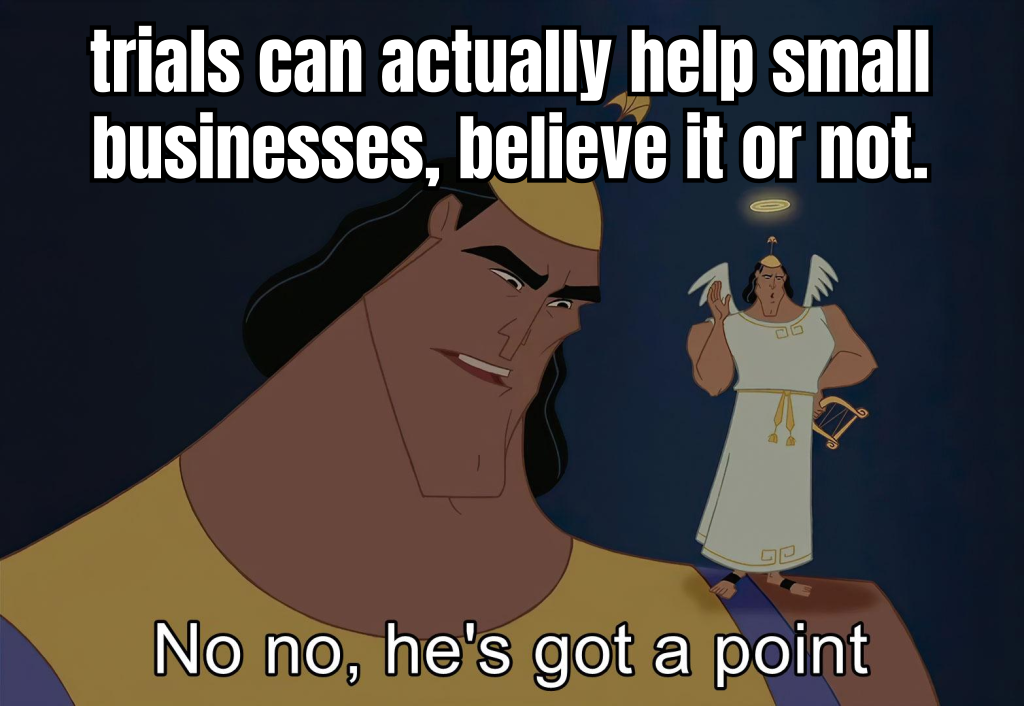 trials can actually help small
businesses, believe it or not.
No no, he's got a point